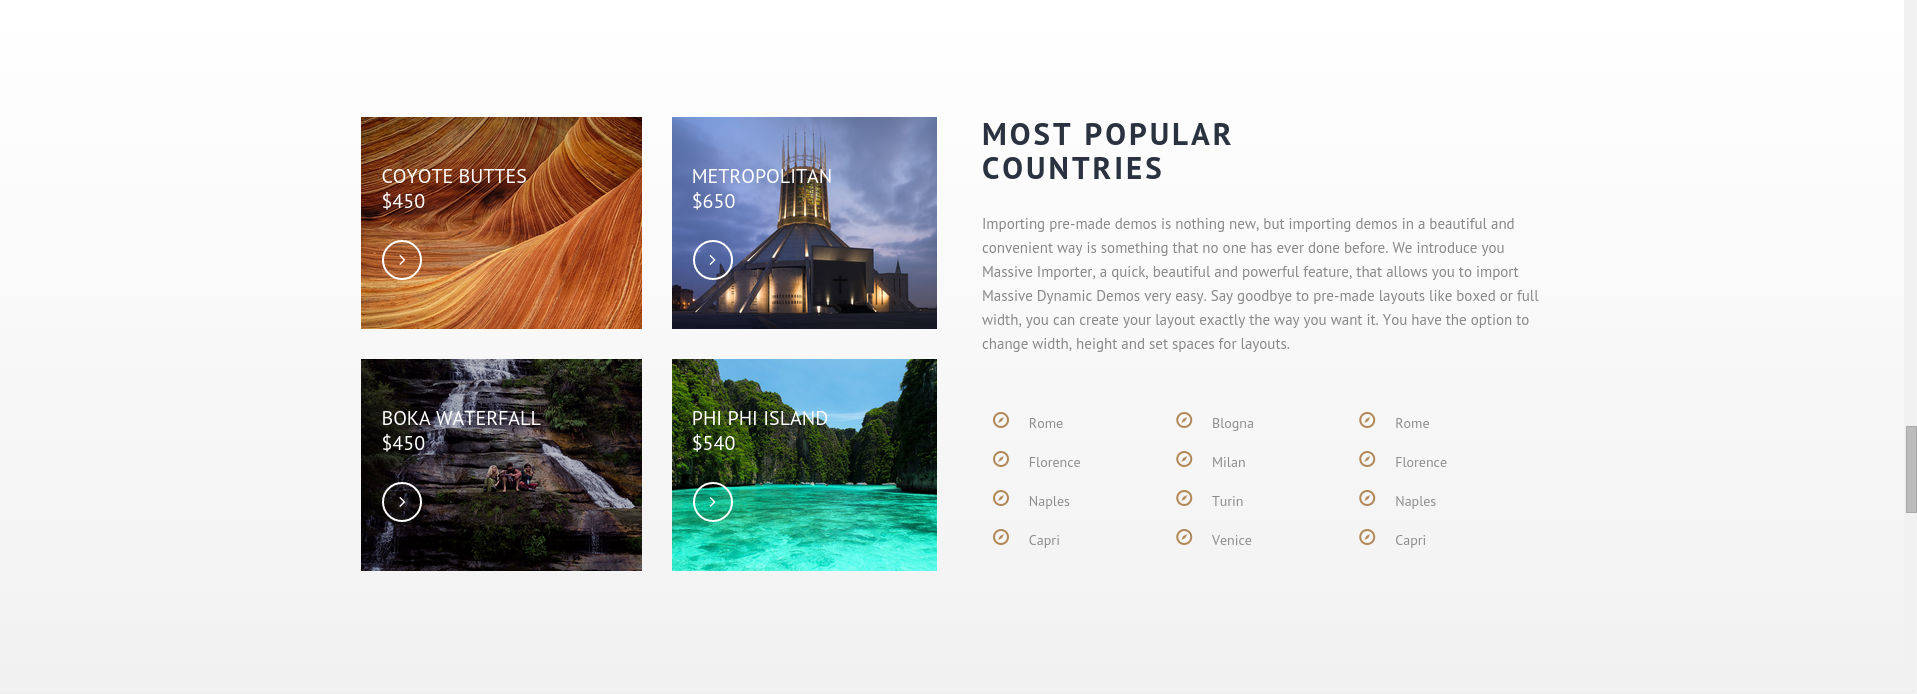 COYOTE BUTTES
$450
METROPOLITAN
$650
BOKA WATERFALL
$450
PHI PHI ISLAND
$540
MOST POPULAR
COUNTRIES
Importing pre-made demos is nothing new, but importing demos in a beautiful and
convenient way is something that no one has ever done before. We introduce you
Massive Importer, a quick, beautiful and powerful feature, that allows you to import
Massive Dynamic Demos very easy. Say goodbye to pre-made layouts like boxed or full
width, you can create your layout exactly the way you want it. You have the option to
change width, height and set spaces for layouts.
Rome
Florence
Naples
Capri
Blogna
Milan
Turin
Venice
Rome
Florence
Naples
Capri